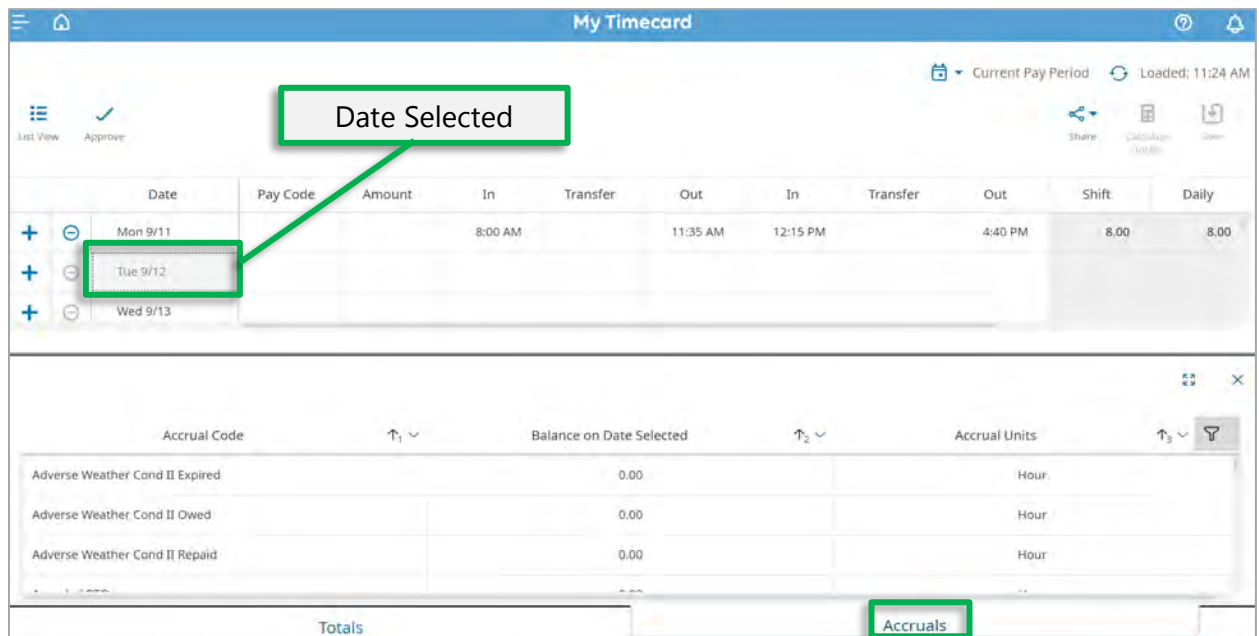 My Timecard
Current Pay Period Loaded: 11:24 AM
Date Selected
List View Approve Share
Date Pay Code Amount In Transfer Out In Transfer Out Shift Daily
Mon 9/11 8:00 AM 11:35 AM 12:15 PM 4:40 PM 8.00 8.00
Tue 9/12
Wed 9/13
Accrual Code ↑1 Balance on Date Selected ↑2 Accrual Units ↑3
Adverse Weather Cond II Expired 0.00 Hour
Adverse Weather Cond II Owed 0.00 Hour
Adverse Weather Cond II Repaid 0.00 Hour
Totals Accruals